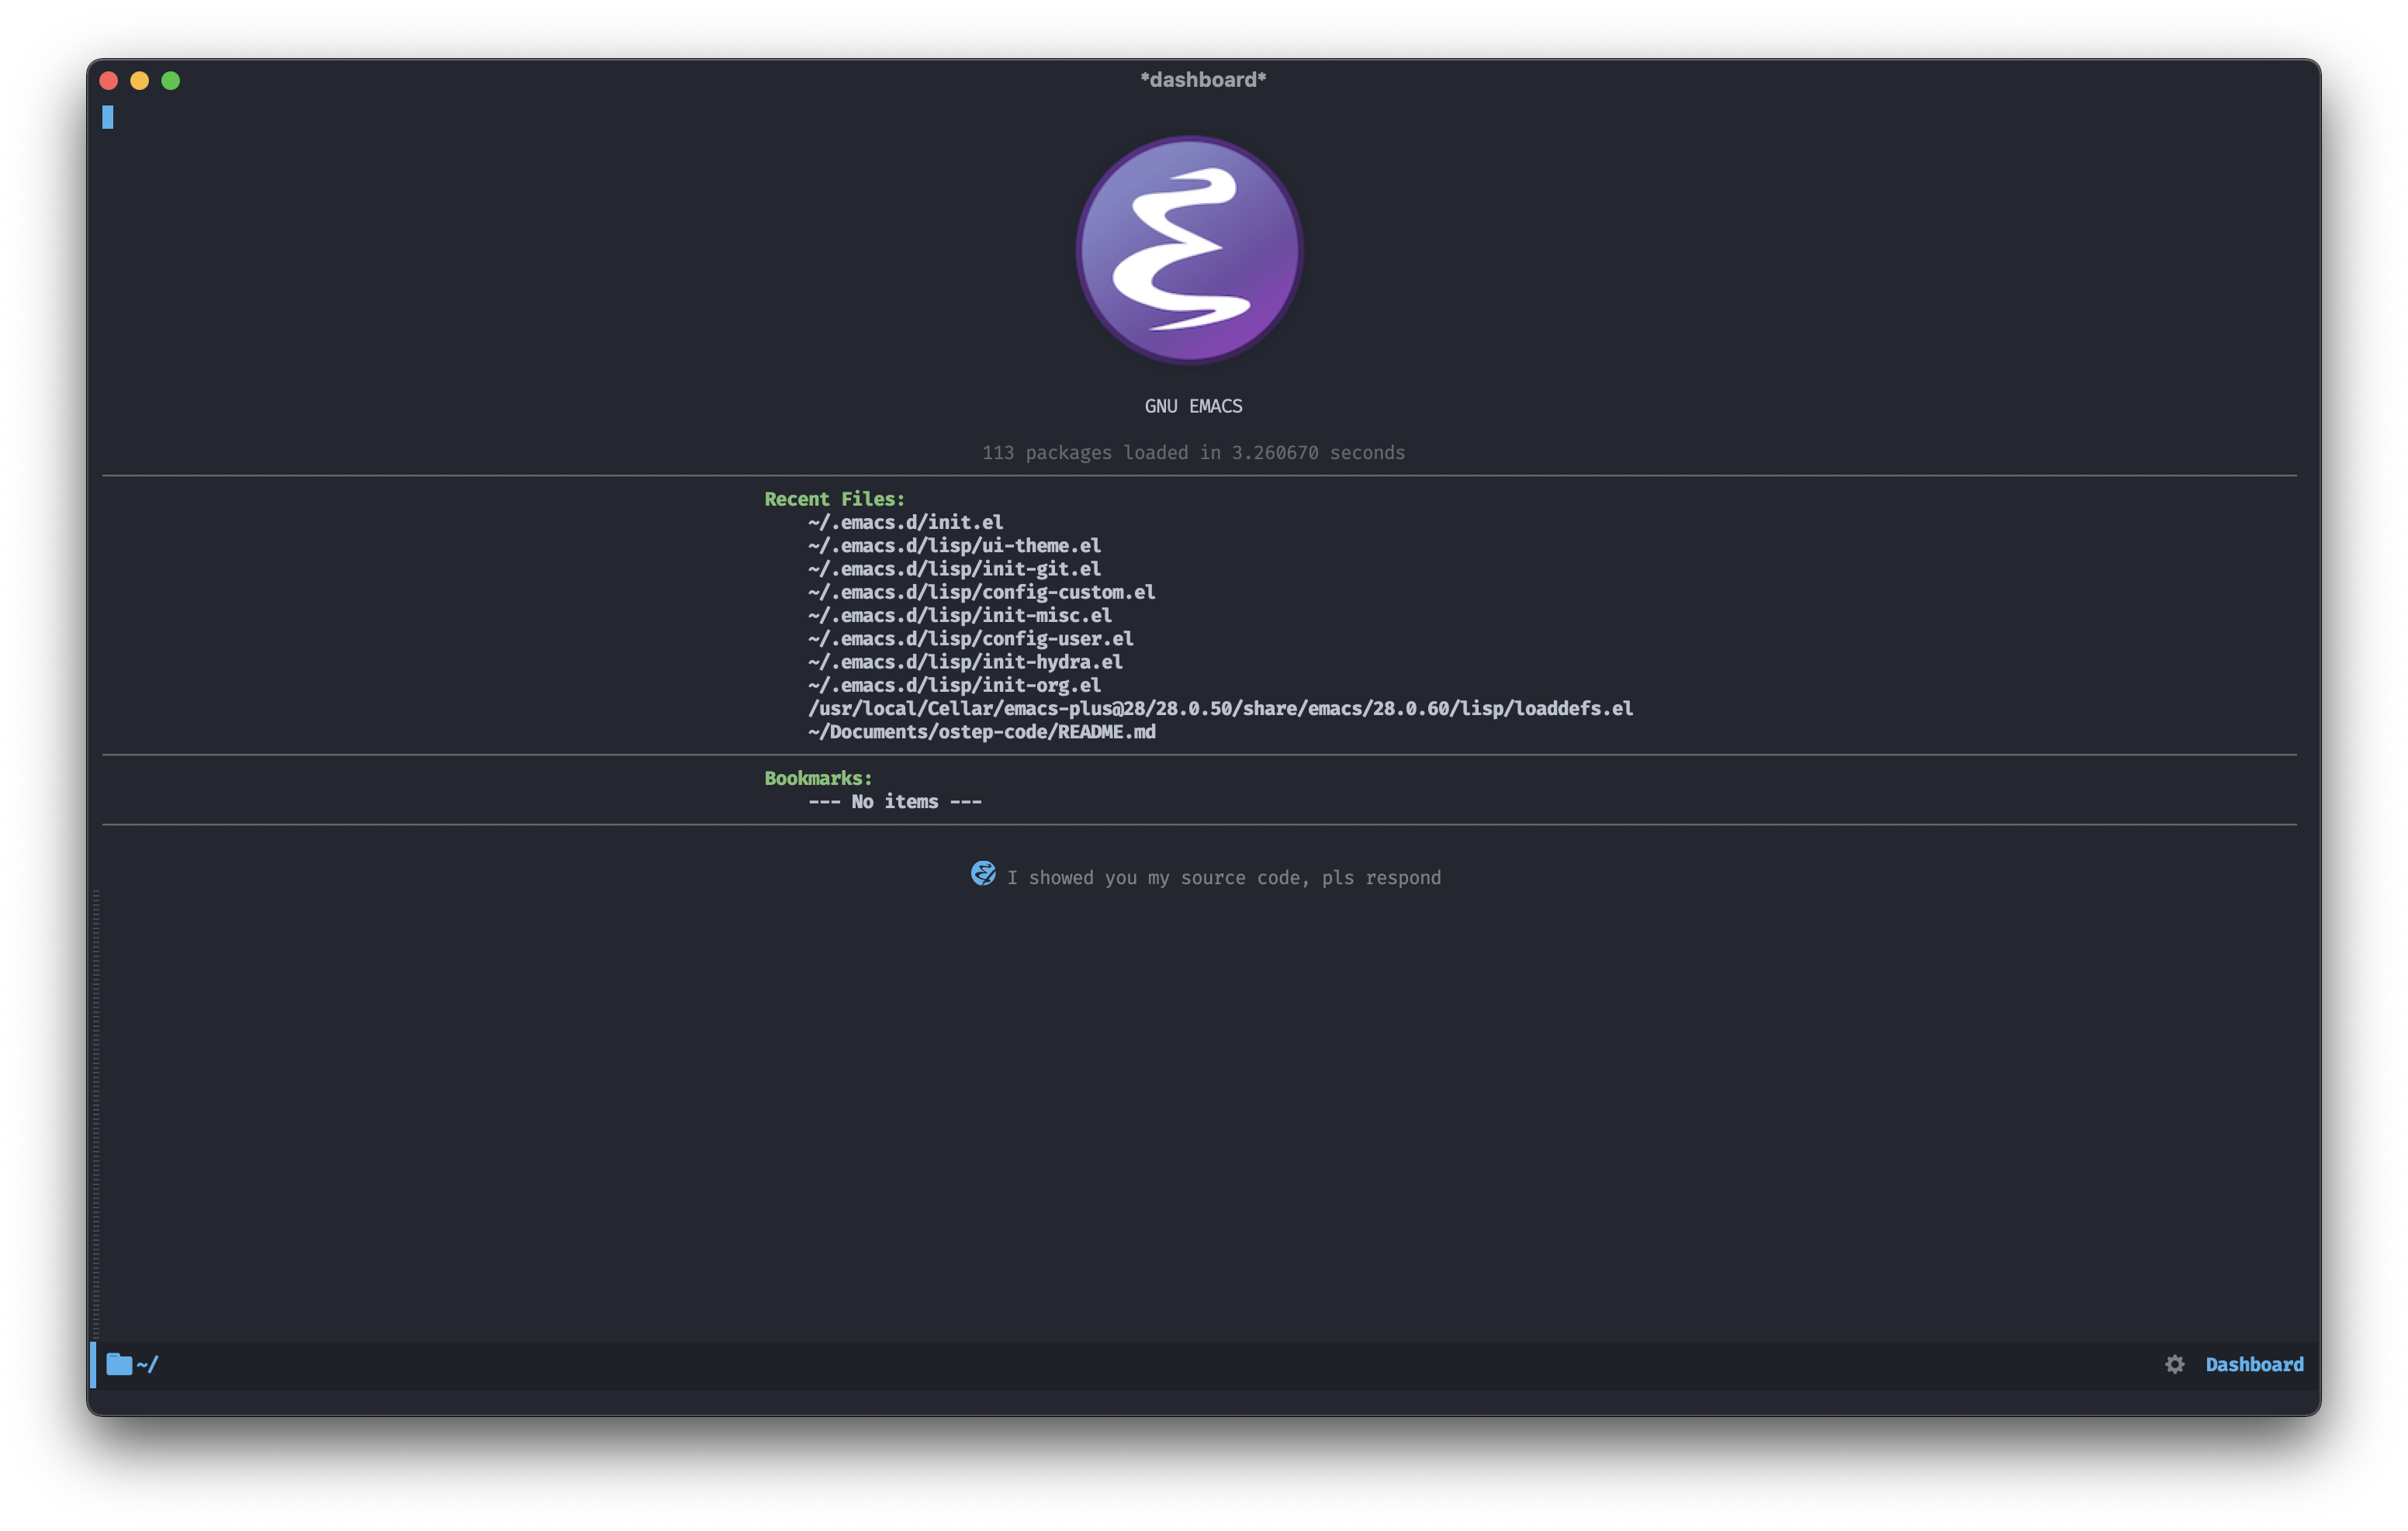 *dashboard*
GNU EMACS
113 packages loaded in 3.260670 seconds
Recent Files:
~/.emacs.d/init.el
~/.emacs.d/lisp/ui-theme.el
~/.emacs.d/lisp/init-git.el
~/.emacs.d/lisp/config-custom.el
~/.emacs.d/lisp/init-misc.el
~/.emacs.d/lisp/config-user.el
~/.emacs.d/lisp/init-hydra.el
~/.emacs.d/lisp/init-org.el
/usr/local/Cellar/emacs-plus@28/28.0.50/share/emacs/28.0.60/lisp/loaddefs.el
~/Documents/ostep-code/README.md
Bookmarks:
--- No items ---
I showed you my source code, pls respond
~/ Dashboard